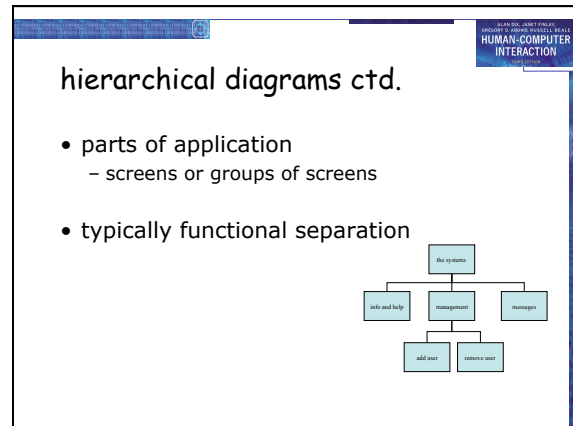 ALAN DIX, JANET FINLAY,
GREGORY D. ABOWD, RUSSELL BEALE
HUMAN-COMPUTER
INTERACTION
THIRD EDITION
hierarchical diagrams ctd.
• parts of application
– screens or groups of screens
• typically functional separation
the systems
info and help
management
messages
add user
remove user